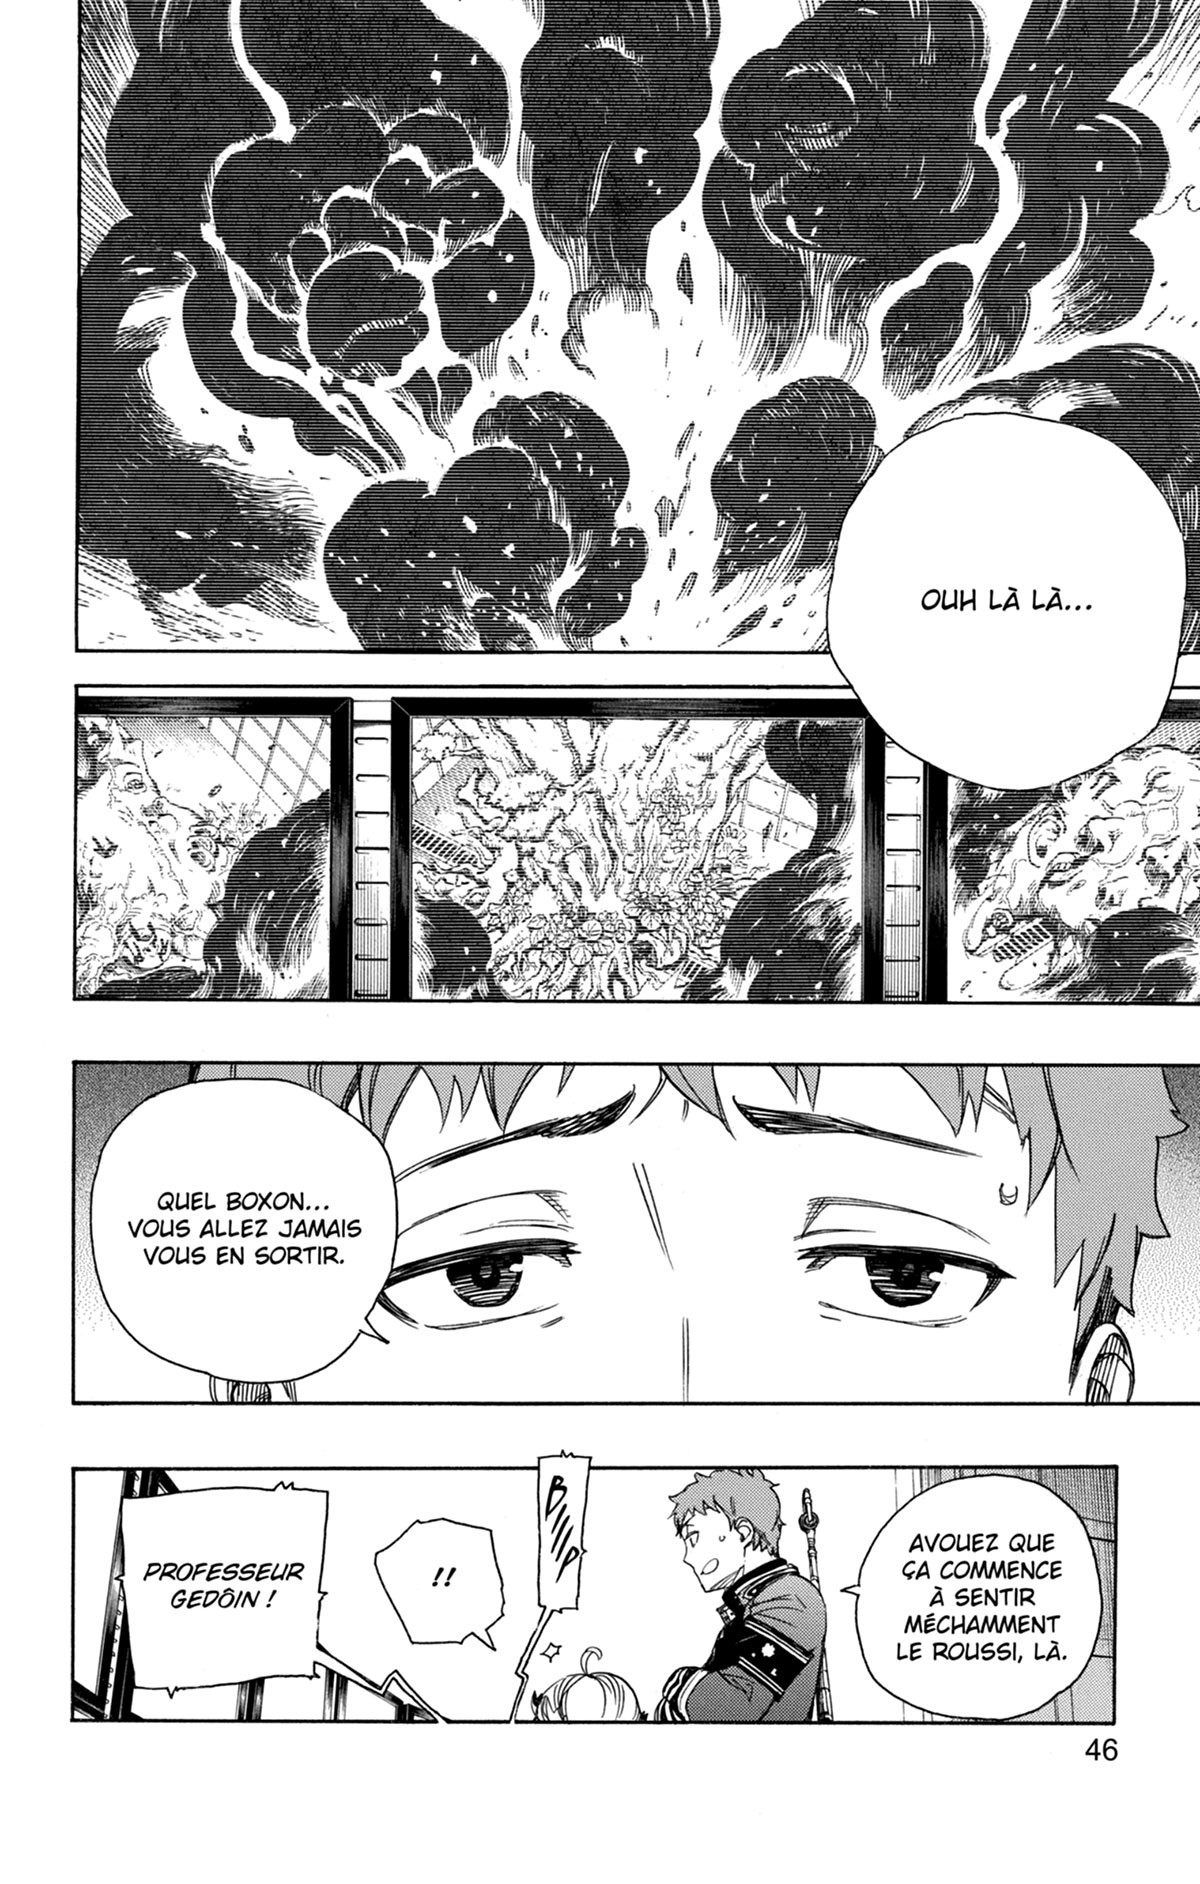 OUH LÀ LÀ...
QUEL BOXON...
VOUS ALLEZ JAMAIS
VOUS EN SORTIR.
AVOUEZ QUE
ÇA COMMENCE
À SENTIR
MÉCHAMMENT
LE ROUSSI, LÀ.
BIIIP
!!
PROFESSEUR
GEDÔIN !
46